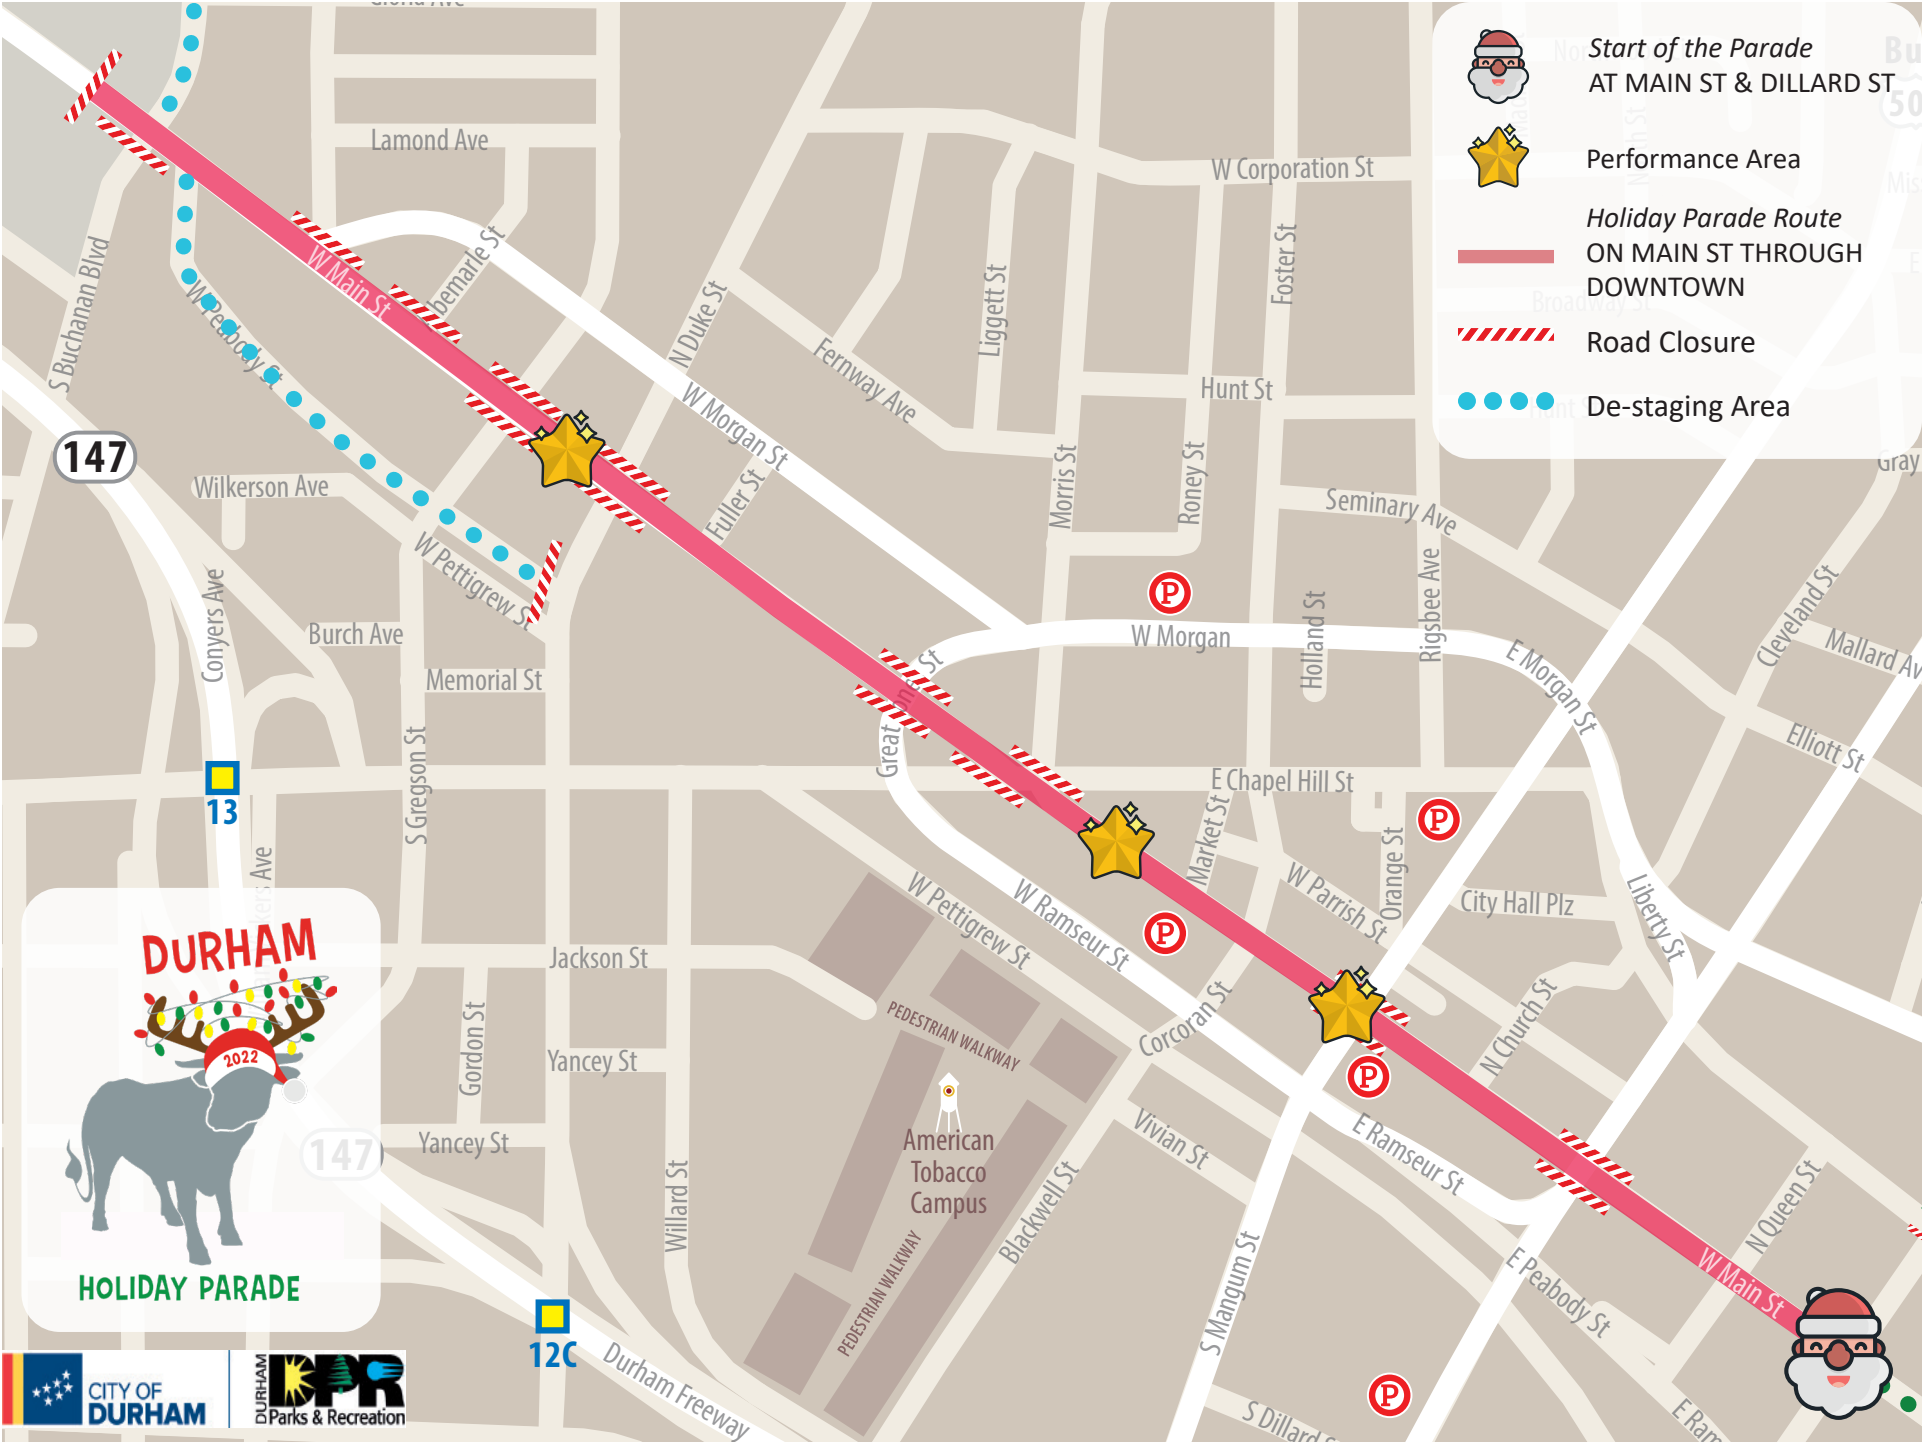 Start of the Parade
AT MAIN ST & DILLARD ST
Performance Area
Holiday Parade Route
ON MAIN ST THROUGH
DOWNTOWN
Road Closure
De-staging Area
Gloria Ave
Lamond Ave
W Corporation St
Broadway St
Hunt St
Gray
S Buchanan Blvd
W Main St
W Peabody St
N Duke St
Liggett St
Foster St
Fernway Ave
Hunt St
W Morgan St
147
Wilkerson Ave
Fuller St
Morris St
Roney St
Seminary Ave
W Pettigrew St
Conyers Ave
Burch Ave
Memorial St
P
W Morgan
Holland St
Rigsbee Ave
E Morgan St
Cleveland St
Mallard Av
Elliott St
Great
St
S Gregson St
13
E Chapel Hill St
Market St
P
Orange St
W Parrish St
City Hall Plz
Liberty St
W Pettigrew St
W Ramseur St
P
Jackson St
Gordon St
Yancey St
Yancey St
147
PEDESTRIAN WALKWAY
Corcoran St
N Church St
P
American
Tobacco
Campus
Vivian St
E Ramseur St
Willard St
Blackwell St
PEDESTRIAN WALKWAY
S Mangum St
N Queen St
W Main St
E Peabody St
12C
Durham Freeway
P
S Dillard
E Ram
DURHAM
2022
HOLIDAY PARADE
CITY OF
DURHAM
DURHAM
DPR
Parks & Recreation